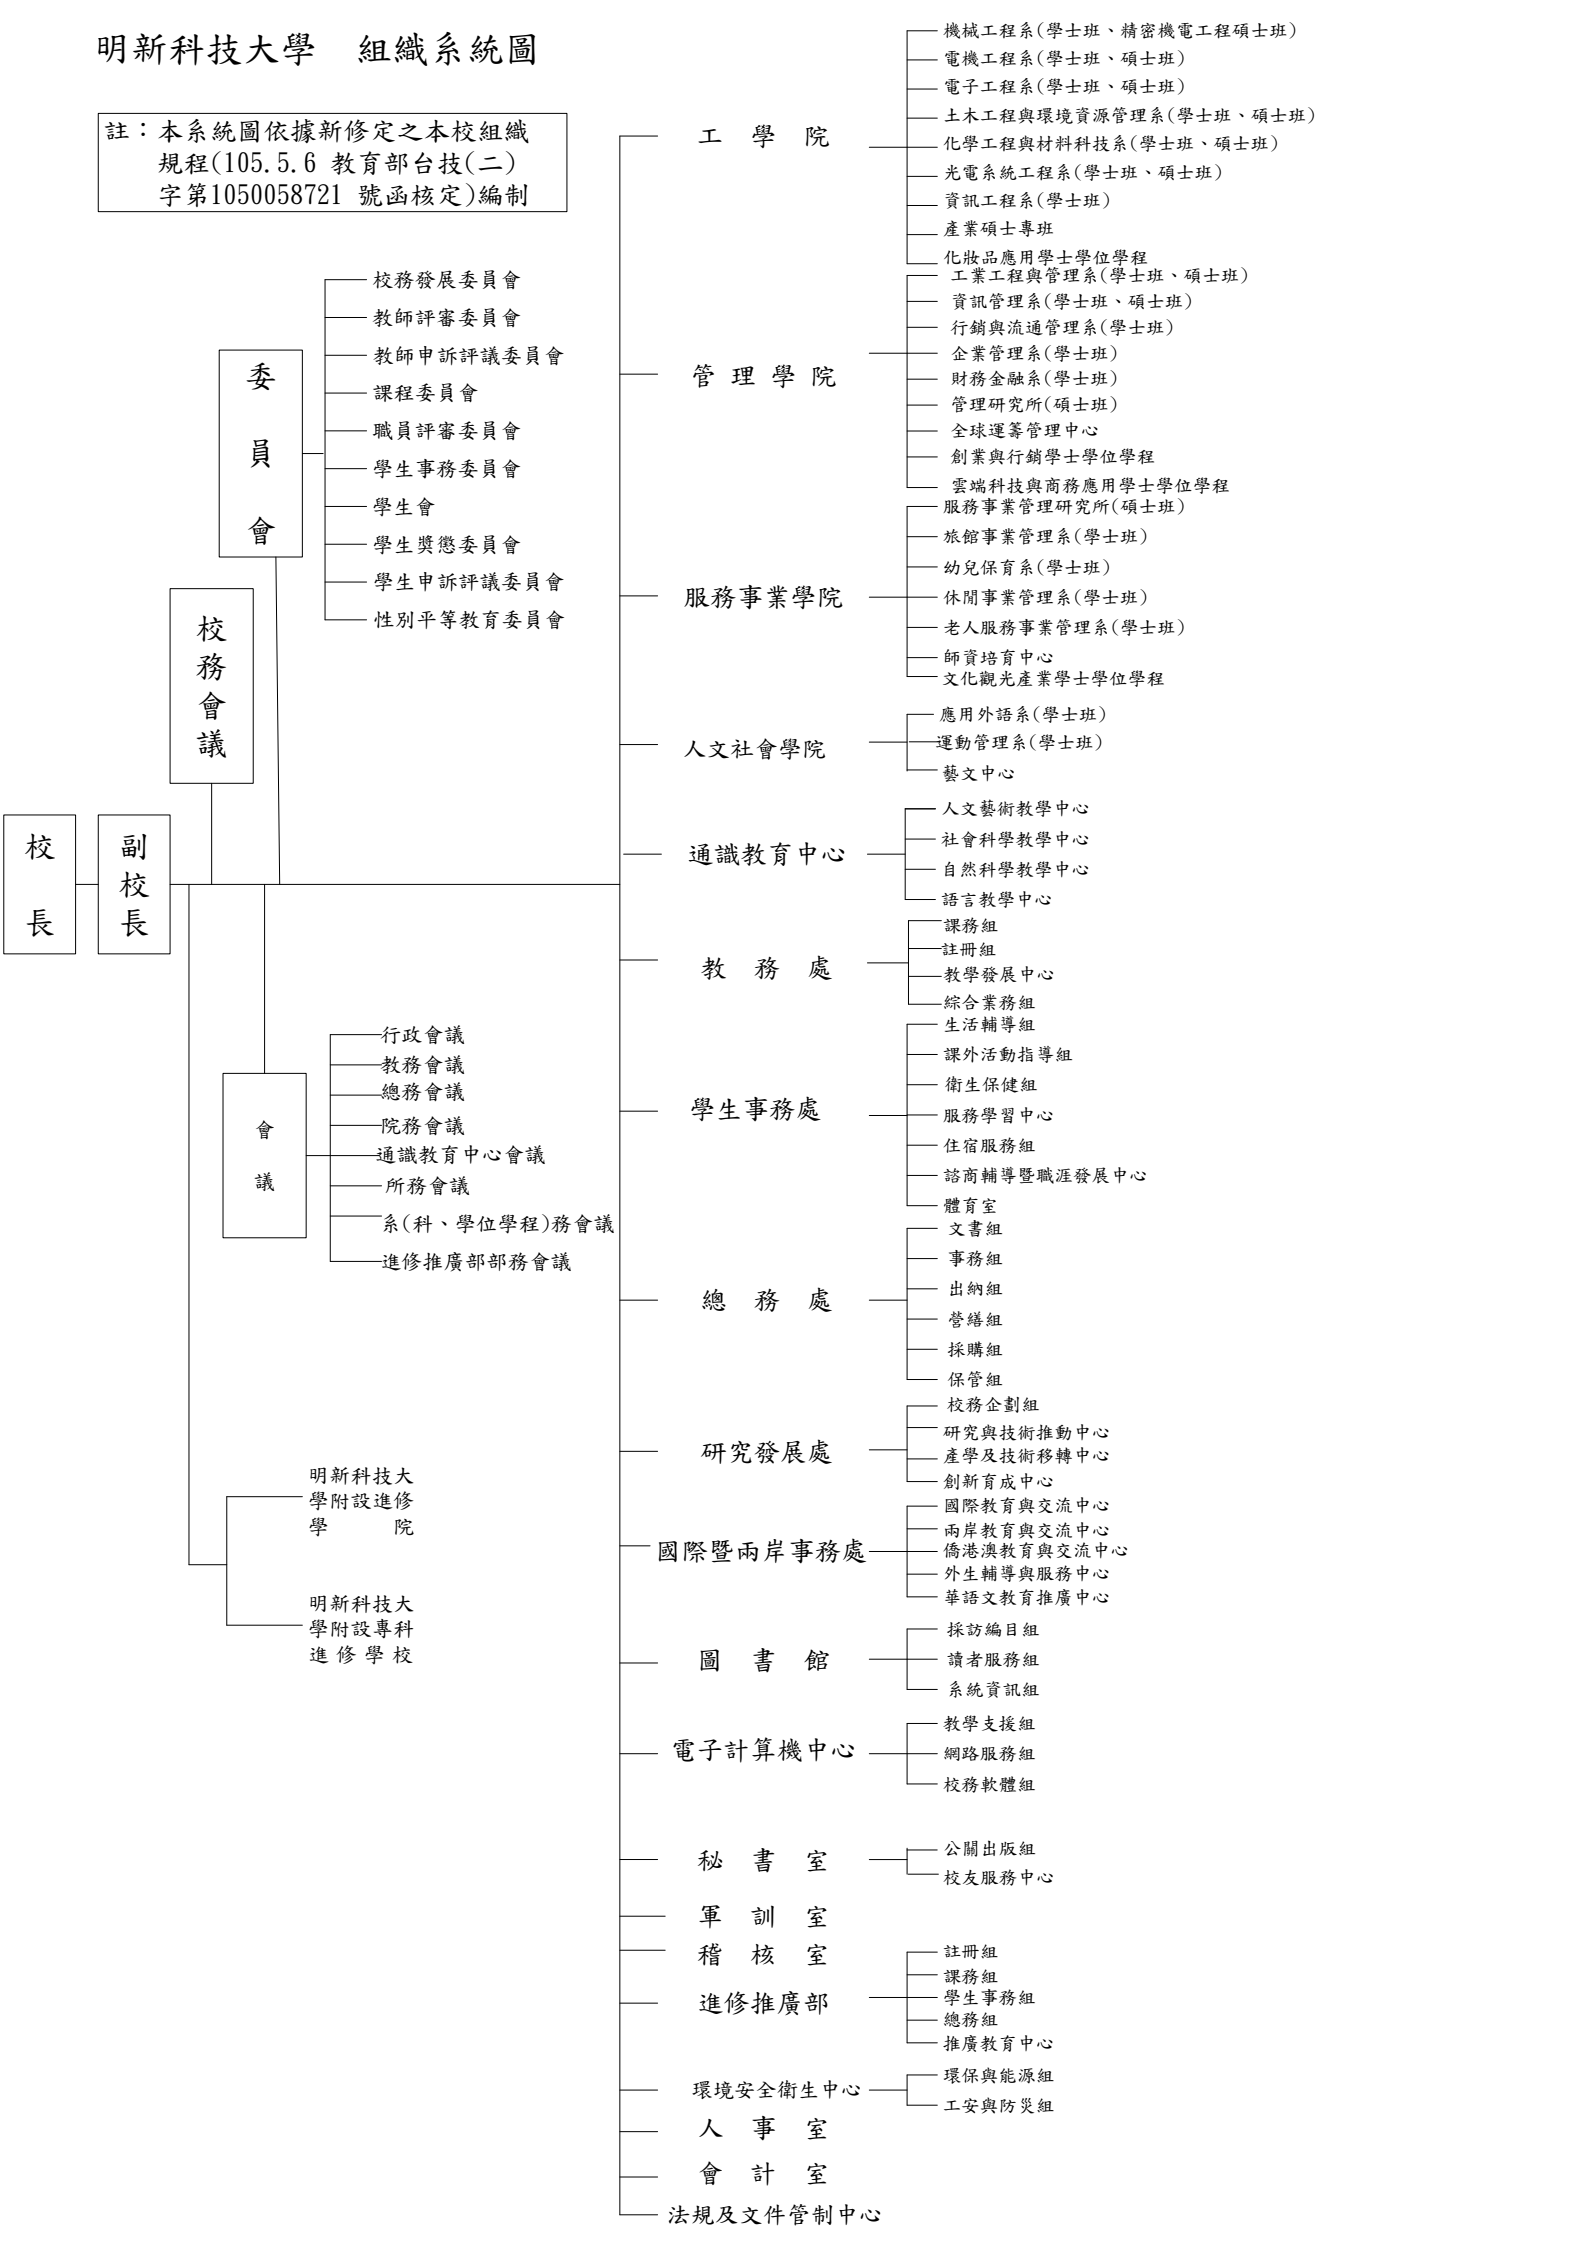 明新科技大學 組織系統圖
註：本系統圖依據新修定之本校組織
規程(105.5.6 教育部台技(二)
字第1050058721 號函核定)編制
校長
副校長
校務會議
委員會
校務發展委員會
教師評審委員會
教師申訴評議委員會
課程委員會
職員評審委員會
學生事務委員會
學生會
學生獎懲委員會
學生申訴評議委員會
性別平等教育委員會
會議
行政會議
教務會議
總務會議
院務會議
通識教育中心會議
所務會議
系(科、學位學程)務會議
進修推廣部部務會議
明新科技大
學附設進修
學 院
明新科技大
學附設專科
進修學校
工學院
機械工程系(學士班、精密機電工程碩士班)
電機工程系(學士班、碩士班)
電子工程系(學士班、碩士班)
土木工程與環境資源管理系(學士班、碩士班)
化學工程與材料科技系(學士班、碩士班)
光電系統工程系(學士班、碩士班)
資訊工程系(學士班)
產業碩士專班
化妝品應用學士學位學程
管理學院
工業工程與管理系(學士班、碩士班)
資訊管理系(學士班、碩士班)
行銷與流通管理系(學士班)
企業管理系(學士班)
財務金融系(學士班)
管理研究所(碩士班)
全球運籌管理中心
創業與行銷學士學位學程
雲端科技與商務應用學士學位學程
服務事業學院
服務事業管理研究所(碩士班)
旅館事業管理系(學士班)
幼兒保育系(學士班)
休閒事業管理系(學士班)
老人服務事業管理系(學士班)
師資培育中心
文化觀光產業學士學位學程
人文社會學院
應用外語系(學士班)
運動管理系(學士班)
藝文中心
通識教育中心
人文藝術教學中心
社會科學教學中心
自然科學教學中心
語言教學中心
教務處
課務組
註冊組
教學發展中心
綜合業務組
學生事務處
生活輔導組
課外活動指導組
衛生保健組
服務學習中心
住宿服務組
諮商輔導暨職涯發展中心
體育室
總務處
文書組
事務組
出納組
營繕組
採購組
保管組
研究發展處
校務企劃組
研究與技術推動中心
產學及技術移轉中心
創新育成中心
國際暨兩岸事務處
國際教育與交流中心
兩岸教育與交流中心
僑港澳教育與交流中心
外生輔導與服務中心
華語文教育推廣中心
圖書館
採訪編目組
讀者服務組
系統資訊組
電子計算機中心
教學支援組
網路服務組
校務軟體組
秘書室
公關出版組
校友服務中心
軍訓室
稽核室
進修推廣部
註冊組
課務組
學生事務組
總務組
推廣教育中心
環境安全衛生中心
環保與能源組
工安與防災組
人事室
會計室
法規及文件管制中心